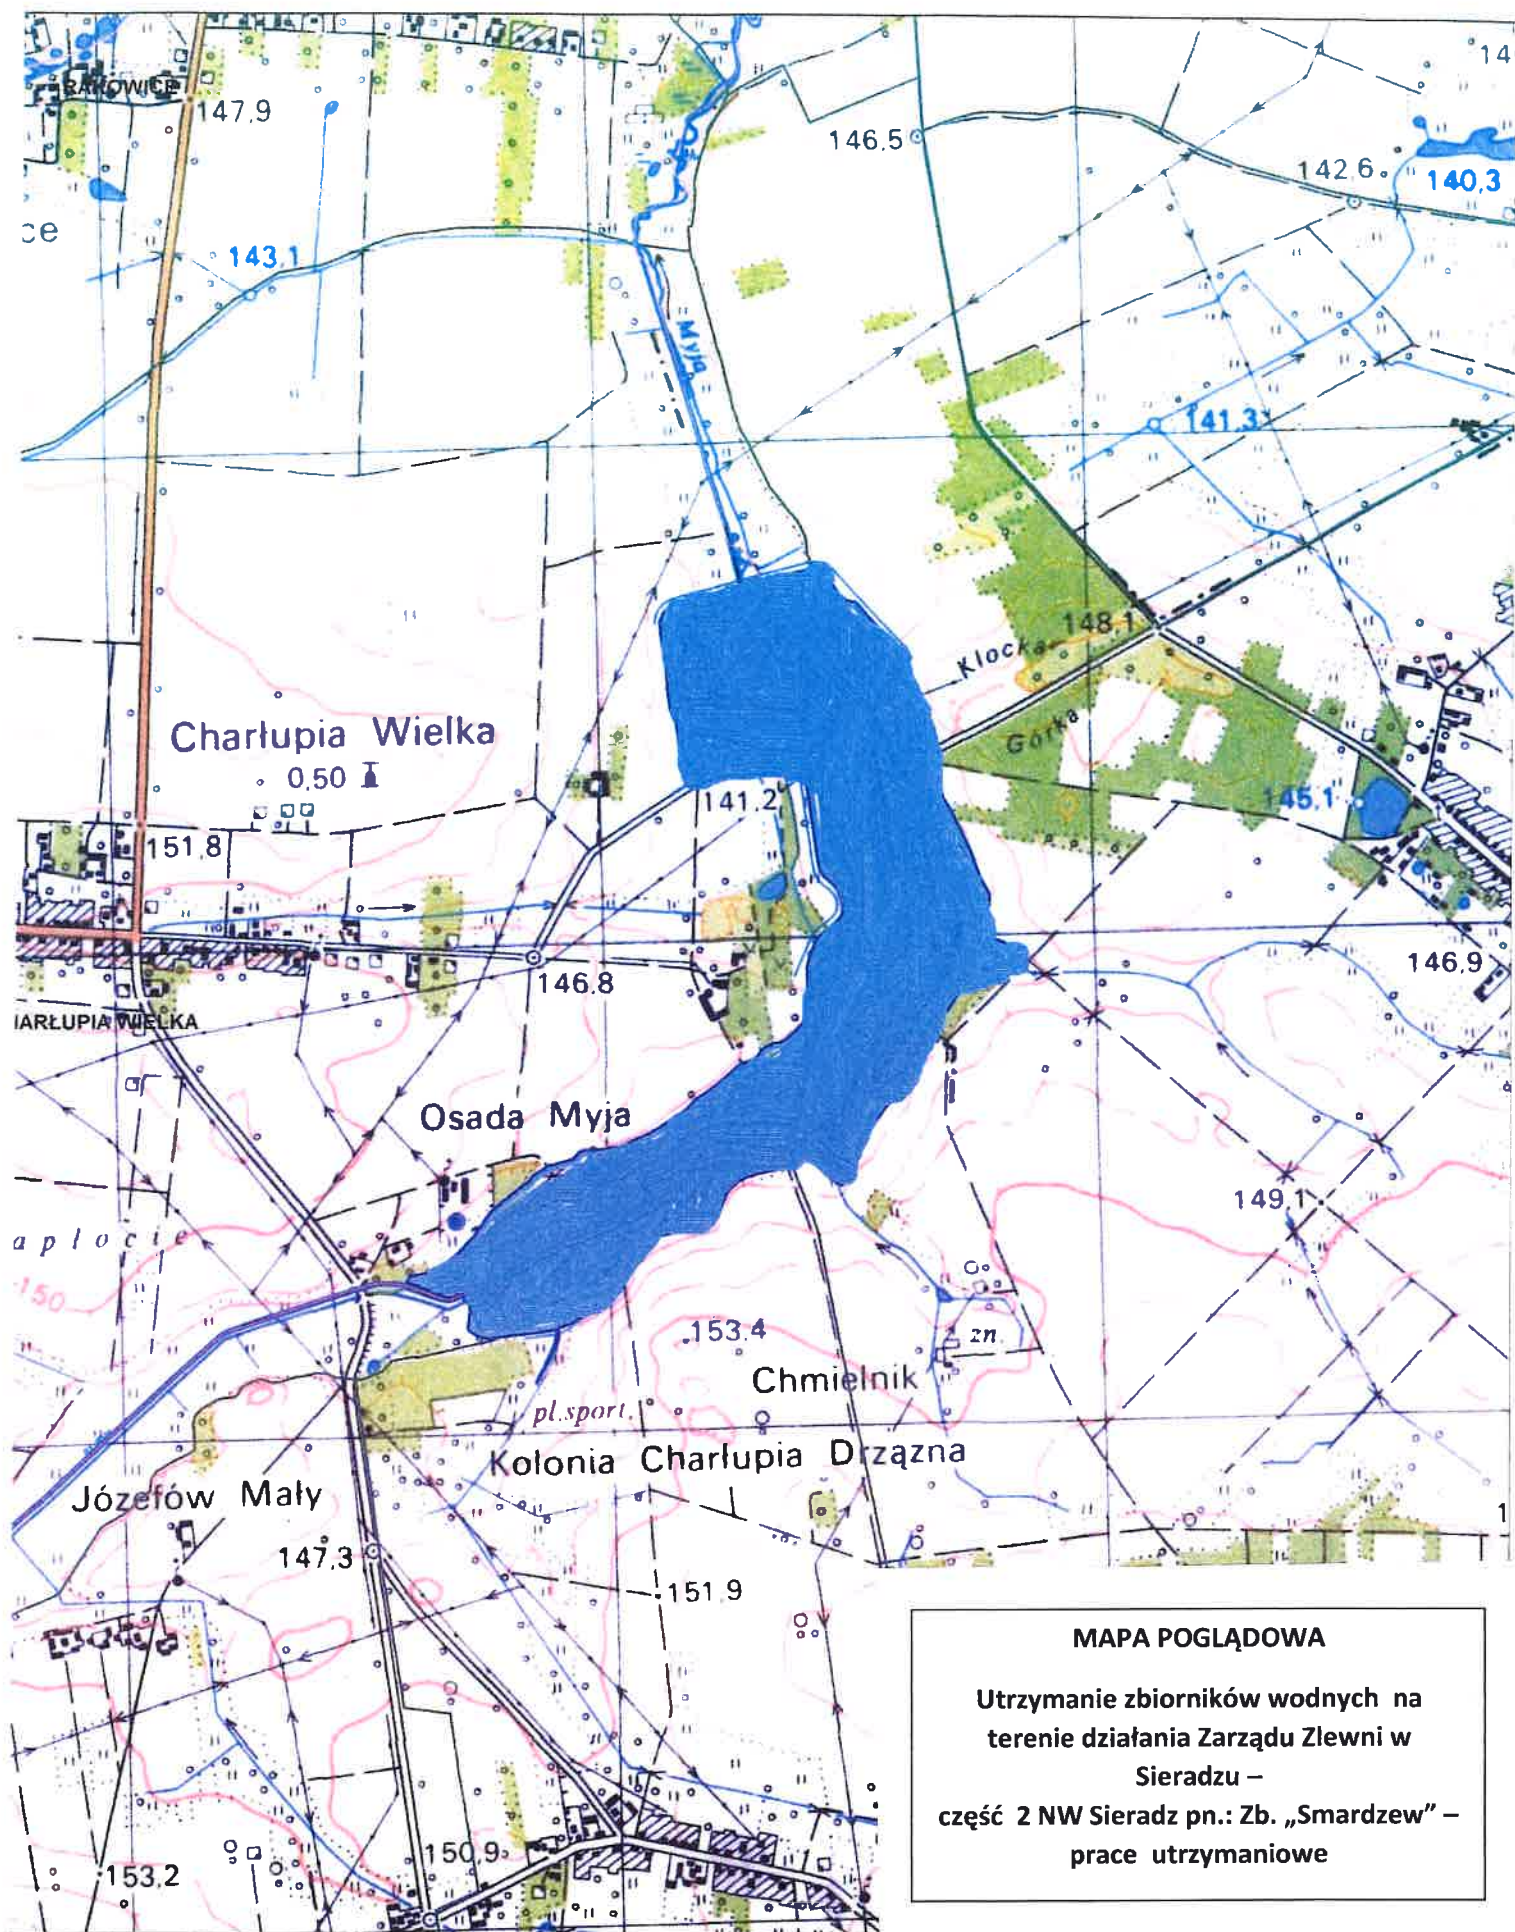 RAKOWICE
147,9
14
146,5
142,6
140,3
ce
143,1
Myja
141,3
148,1
Klocka
Górka
Charłupia Wielka
0,50
141.2
145,1
151,8
146.8
146,9
IARŁUPIA WIELKA
Osada Myja
149,1
apłocie
150
153.4
zn.
Chmielnik
pl.sport.
Kolonia Charłupia Drzązna
Józefów Mały
1
147,3
151,9
150,9
153,2
MAPA POGLĄDOWA
Utrzymanie zbiorników wodnych na
terenie działania Zarządu Zlewni w
Sieradzu –
część 2 NW Sieradz pn.: Zb. „Smardzew” –
prace utrzymaniowe